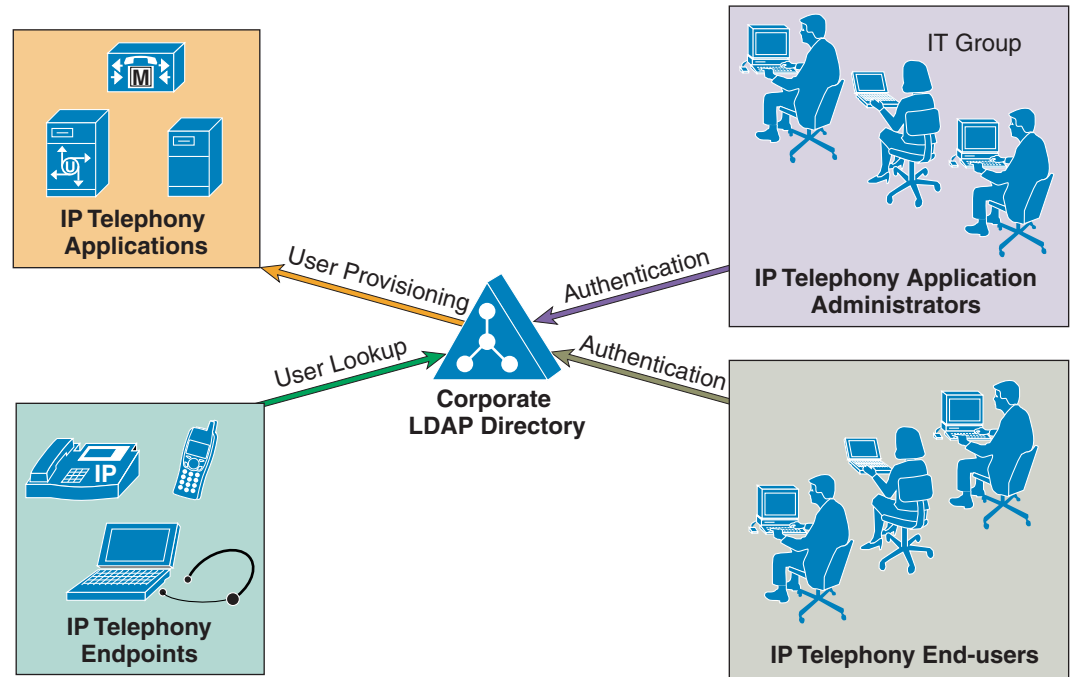 M
U
IP Telephony
Applications
IT Group
IP Telephony Application
Administrators
User Provisioning
Authentication
User Lookup
Authentication
Corporate
LDAP Directory
IP
IP Telephony
Endpoints
IP Telephony End-users